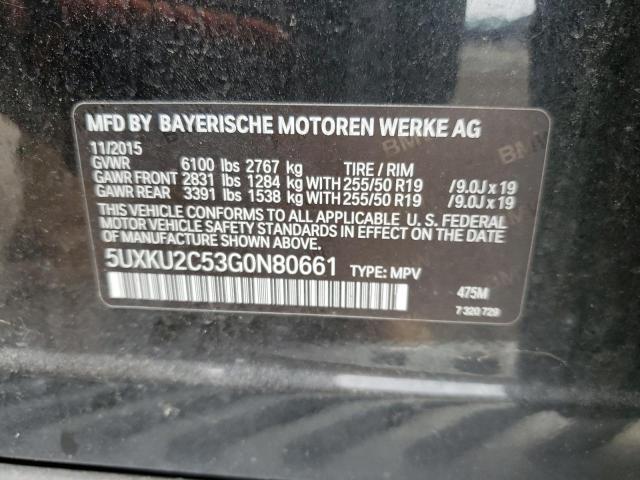 MFD BY BAYERISCHE MOTOREN WERKE AG
11/2015
GVWR 6100 lbs 2767 kg TIRE / RIM
GAWR FRONT 2831 lbs 1284 kg WITH 255/50 R19 /9.0J x 19
GAWR REAR 3391 lbs 1538 kg WITH 255/50 R19 /9.0J x 19
THIS VEHICLE CONFORMS TO ALL APPLICABLE U. S. FEDERAL
MOTOR VEHICLE SAFETY STANDARDS IN EFFECT ON THE DATE
OF MANUFACTURE SHOWN ABOVE.
5UXKU2C53G0N80661 TYPE: MPV
475M
7 320 729